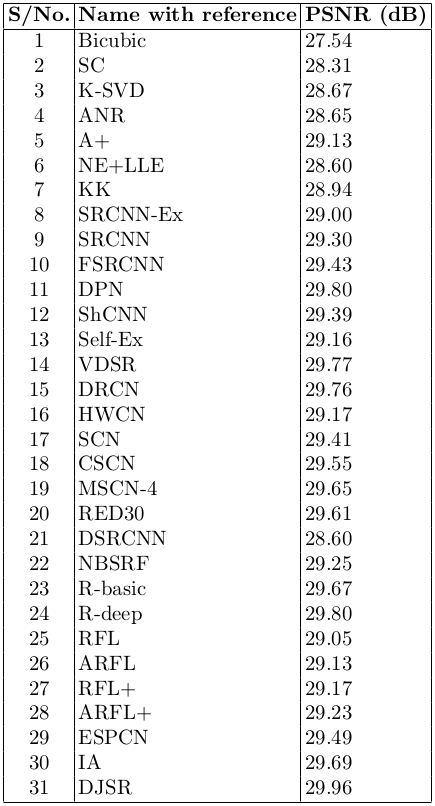 S/No. Name with reference PSNR (dB)
1 Bicubic 27.54
2 SC 28.31
3 K-SVD 28.67
4 ANR 28.65
5 A+ 29.13
6 NE+LLE 28.60
7 KK 28.94
8 SRCNN-Ex 29.00
9 SRCNN 29.30
10 FSRCNN 29.43
11 DPN 29.80
12 ShCNN 29.39
13 Self-Ex 29.16
14 VDSR 29.77
15 DRCN 29.76
16 HWCN 29.17
17 SCN 29.41
18 CSCN 29.55
19 MSCN-4 29.65
20 RED30 29.61
21 DSRCNN 28.60
22 NBSRF 29.25
23 R-basic 29.67
24 R-deep 29.80
25 RFL 29.05
26 ARFL 29.13
27 RFL+ 29.17
28 ARFL+ 29.23
29 ESPCN 29.49
30 IA 29.69
31 DJSR 29.96